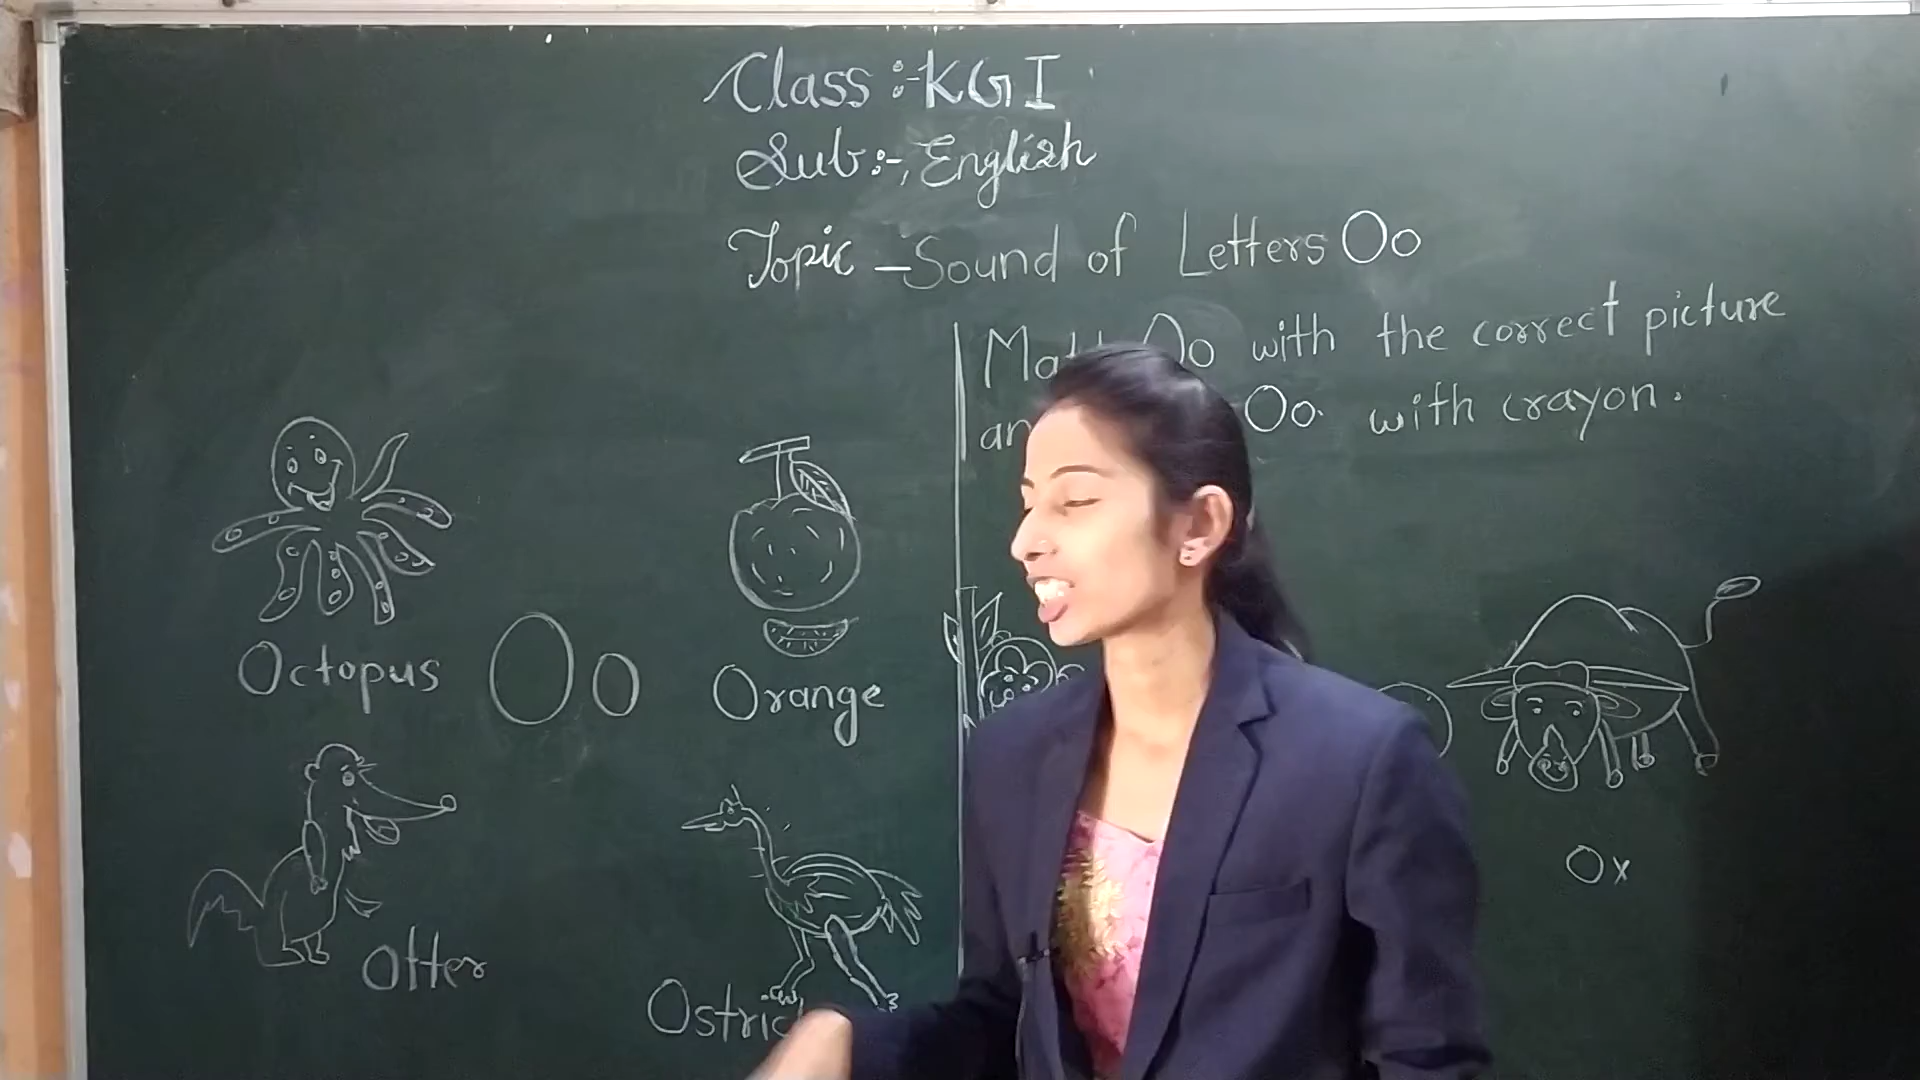 Class :- KG I
Sub :- English
Topic - Sound of Letters Oo
Oo with the correct picture
Oo. with crayon.
Octopus
Oo
Orange
Otter
Ox